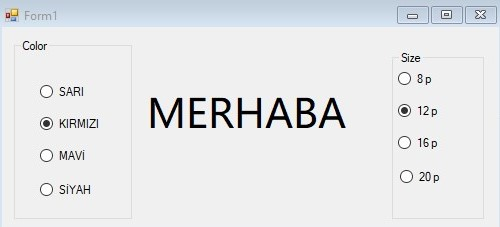 Form1
Color
SARI
KIRMIZI
MAVİ
SİYAH
MERHABA
Size
8 p
12 p
16 p
20 p